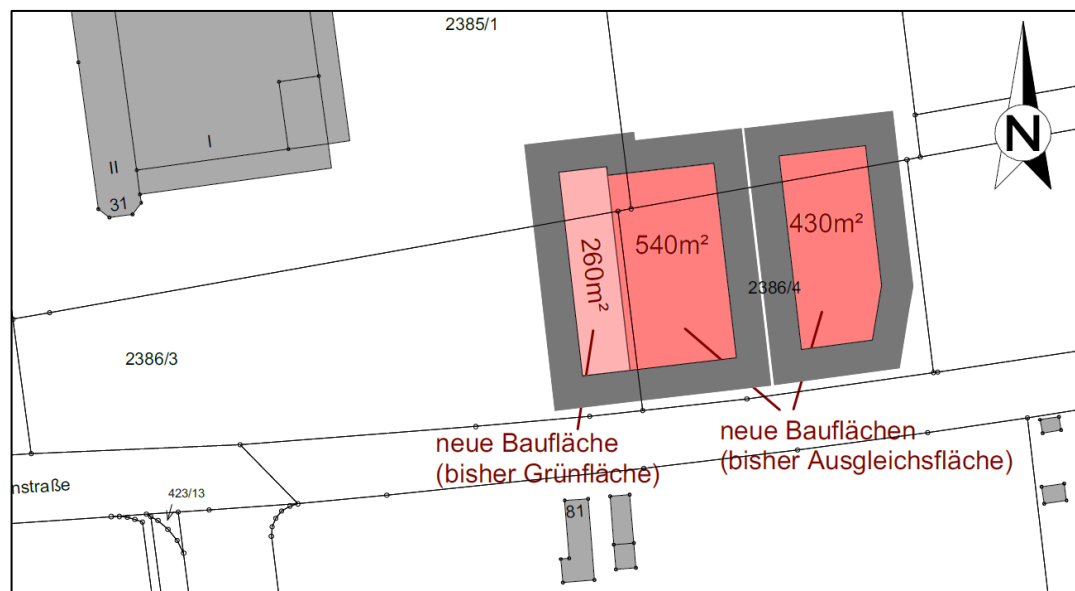 2385/1
N
I
II
31
260m²
540m²
430m²
2386/4
2386/3
neue Baufläche
(bisher Grünfläche)
neue Bauflächen
(bisher Ausgleichsfläche)
nstraße
423/13
81